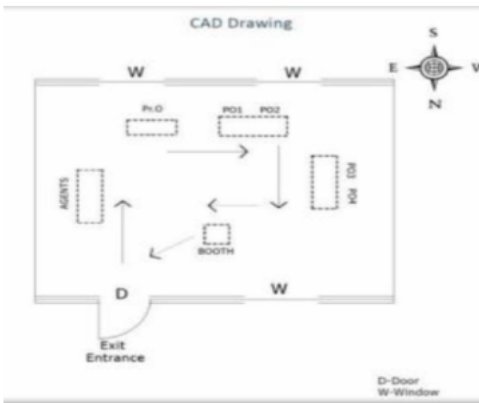 CAD Drawing
S
E
W
N
W
W
Pr.O
PO1 PO2
AGENTS
PO3 PO4
BOOTH
D
W
Exit
Entrance
D-Door
W-Window